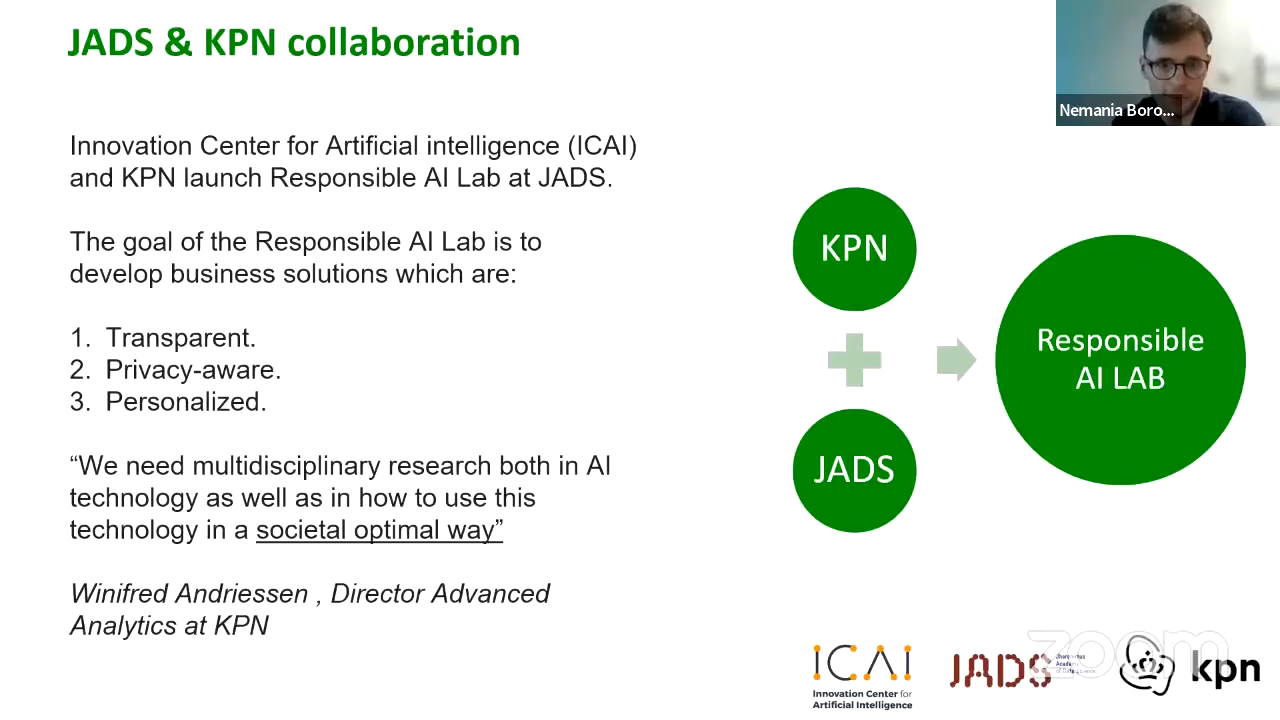 JADS & KPN collaboration
Nemania Boro...
Innovation Center for Artificial intelligence (ICAI)
and KPN launch Responsible AI Lab at JADS.
The goal of the Responsible AI Lab is to
develop business solutions which are:
1. Transparent.
2. Privacy-aware.
3. Personalized.
“We need multidisciplinary research both in AI
technology as well as in how to use this
technology in a societal optimal way”
Winifred Andriessen , Director Advanced
Analytics at KPN
KPN
JADS
Responsible
AI LAB
ICAI
Innovation Center for
Artificial Intelligence
JADS
zoom
kpn